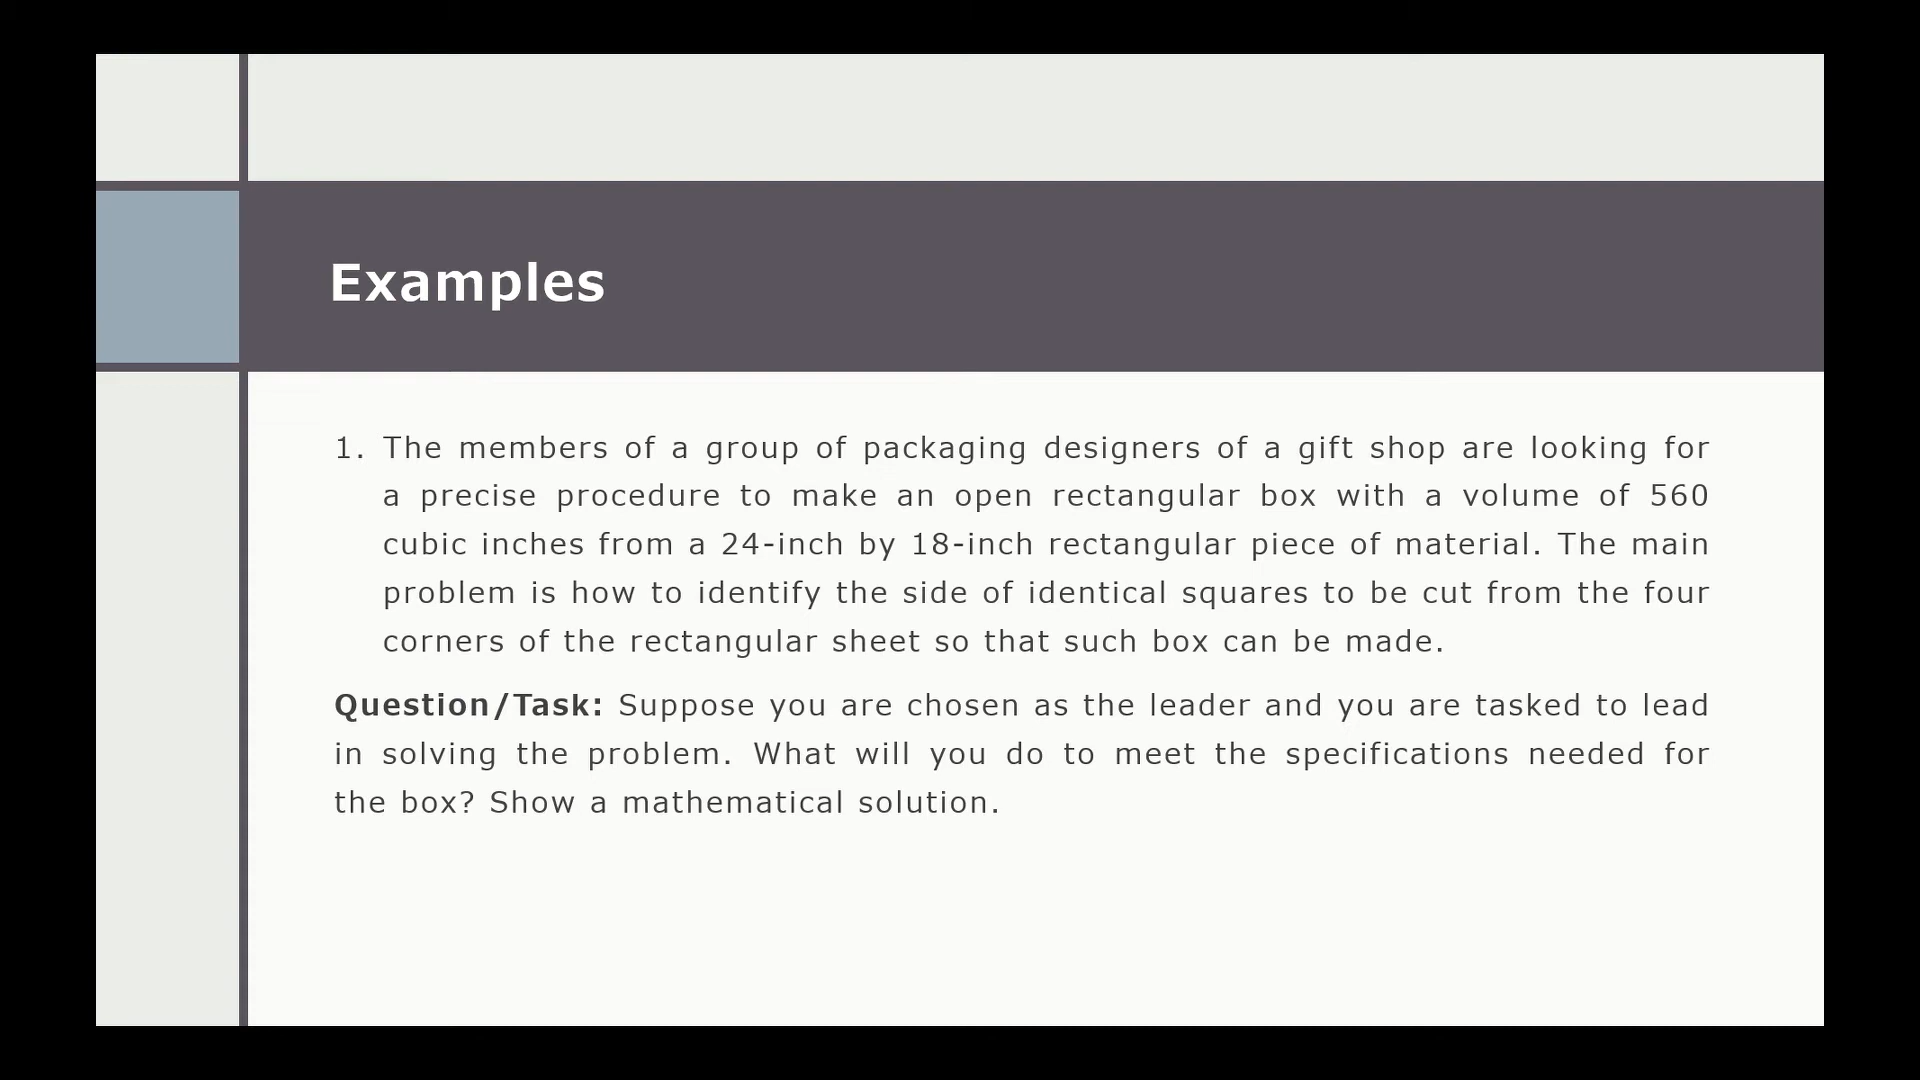 Examples
1. The members of a group of packaging designers of a gift shop are looking for
a precise procedure to make an open rectangular box with a volume of 560
cubic inches from a 24-inch by 18-inch rectangular piece of material. The main
problem is how to identify the side of identical squares to be cut from the four
corners of the rectangular sheet so that such box can be made.
Question/Task: Suppose you are chosen as the leader and you are tasked to lead
in solving the problem. What will you do to meet the specifications needed for
the box? Show a mathematical solution.